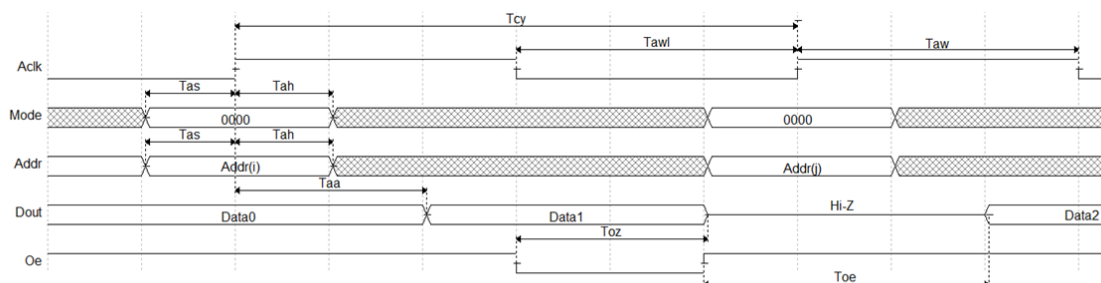 Tcy
Tawl Taw
Aclk
Tas Tah
Mode 0000 0000
Tas Tah
Addr Addr(i) Addr(j)
Taa
Dout Data0 Data1 Hi-Z Data2
Toz
Oe
Toe